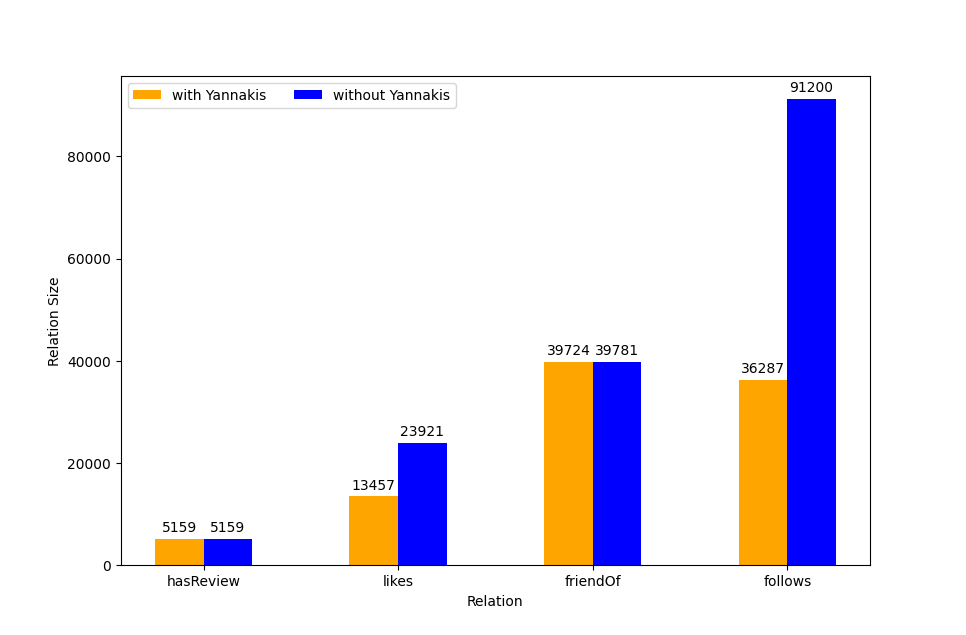 with Yannakis without Yannakis
91200
80000
60000
Relation Size
40000
39724 39781
36287
23921
20000
13457
5159 5159
0
hasReview likes friendOf follows
Relation